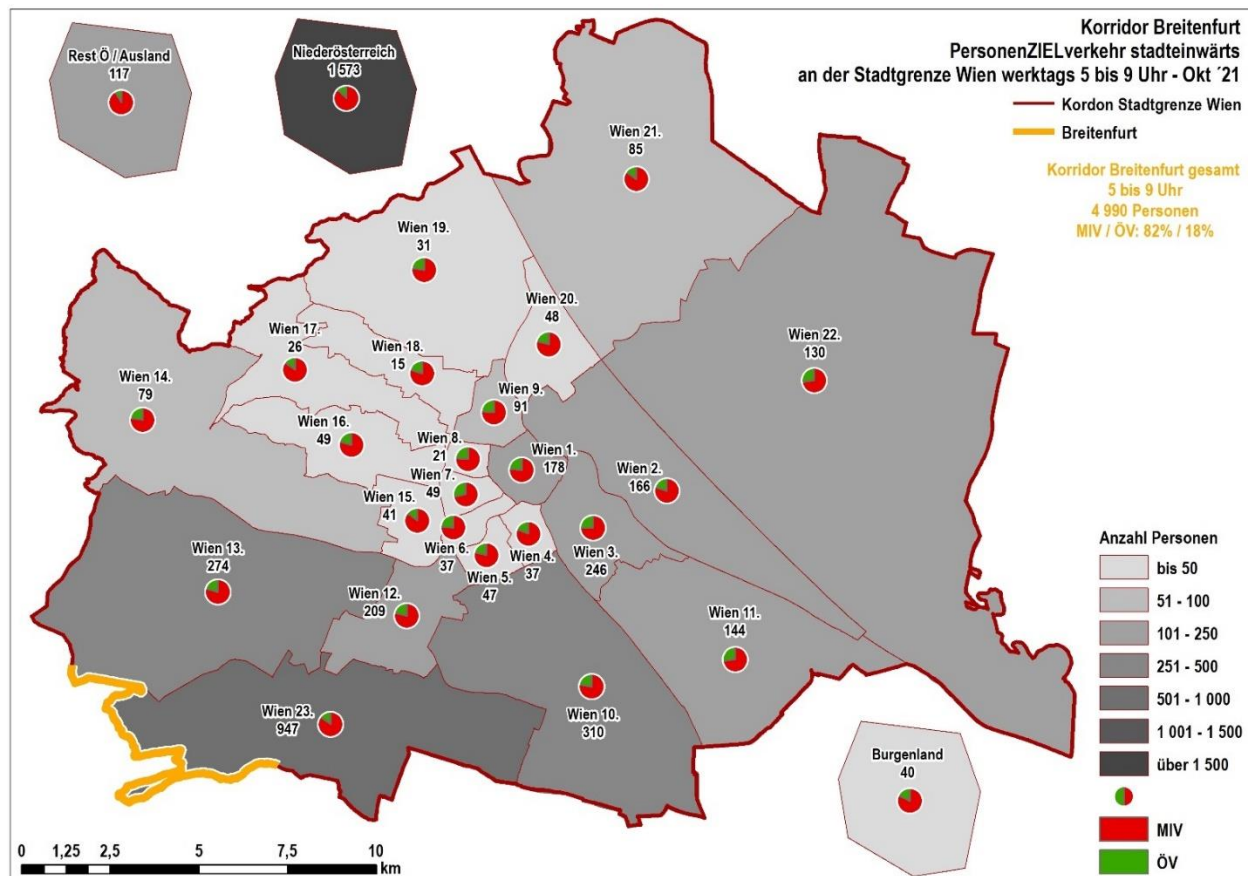 Korridor Breitenfurt
PersonenZIELverkehr stadteinwärts
an der Stadtgrenze Wien werktags 5 bis 9 Uhr - Okt ´21
Kordon Stadtgrenze Wien
Breitenfurt
Korridor Breitenfurt gesamt
5 bis 9 Uhr
4 990 Personen
MIV / ÖV: 82% / 18%
Rest Ö / Ausland
117
Niederösterreich
1 573
Wien 21.
85
Wien 19.
31
Wien 20.
48
Wien 17.
26
Wien 18.
15
Wien 22.
130
Wien 14.
79
Wien 9.
91
Wien 16.
49
Wien 8.
21
Wien 1.
178
Wien 7.
49
Wien 2.
166
Wien 15.
41
Wien 6.
37
Wien 5.
47
Wien 4.
37
Wien 3.
246
Wien 13.
274
Wien 12.
209
Wien 11.
144
Wien 23.
947
Wien 10.
310
Burgenland
40
Anzahl Personen
bis 50
51 - 100
101 - 250
251 - 500
501 - 1 000
1 001 - 1 500
über 1 500
MIV
ÖV
0 1,25 2,5 5 7,5 10
km